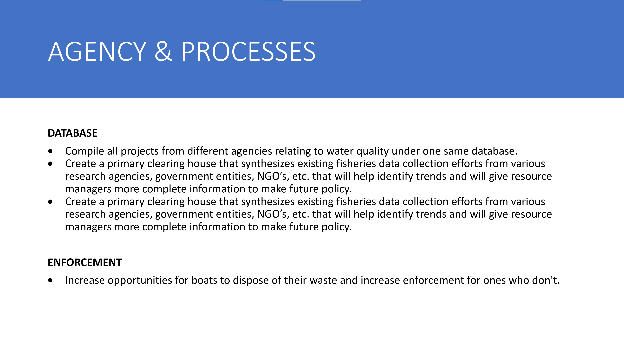 AGENCY & PROCESSES
DATABASE
• Compile all projects from different agencies relating to water quality under one same database.
• Create a primary clearing house that synthesizes existing fisheries data collection efforts from various
research agencies, government entities, NGO's, etc. that will help identify trends and will give resource
managers more complete information to make future policy.
• Create a primary clearing house that synthesizes existing fisheries data collection efforts from various
research agencies, government entities, NGO's, etc. that will help identify trends and will give resource
managers more complete information to make future policy.
ENFORCEMENT
• Increase opportunities for boats to dispose of their waste and increase enforcement for ones who don't.